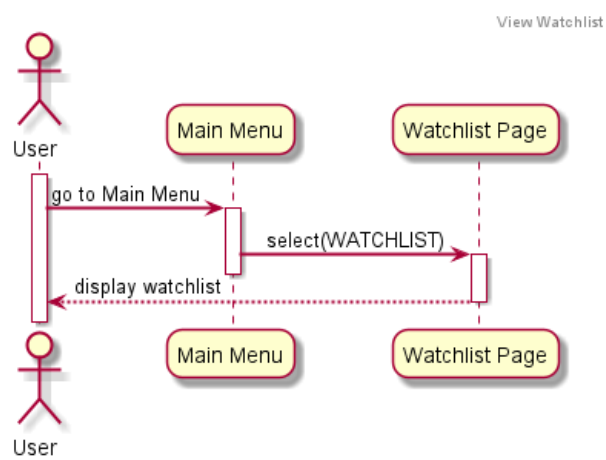 View Watchlist
User
Main Menu
Watchlist Page
go to Main Menu
select(WATCHLIST)
display watchlist
Main Menu
Watchlist Page
User